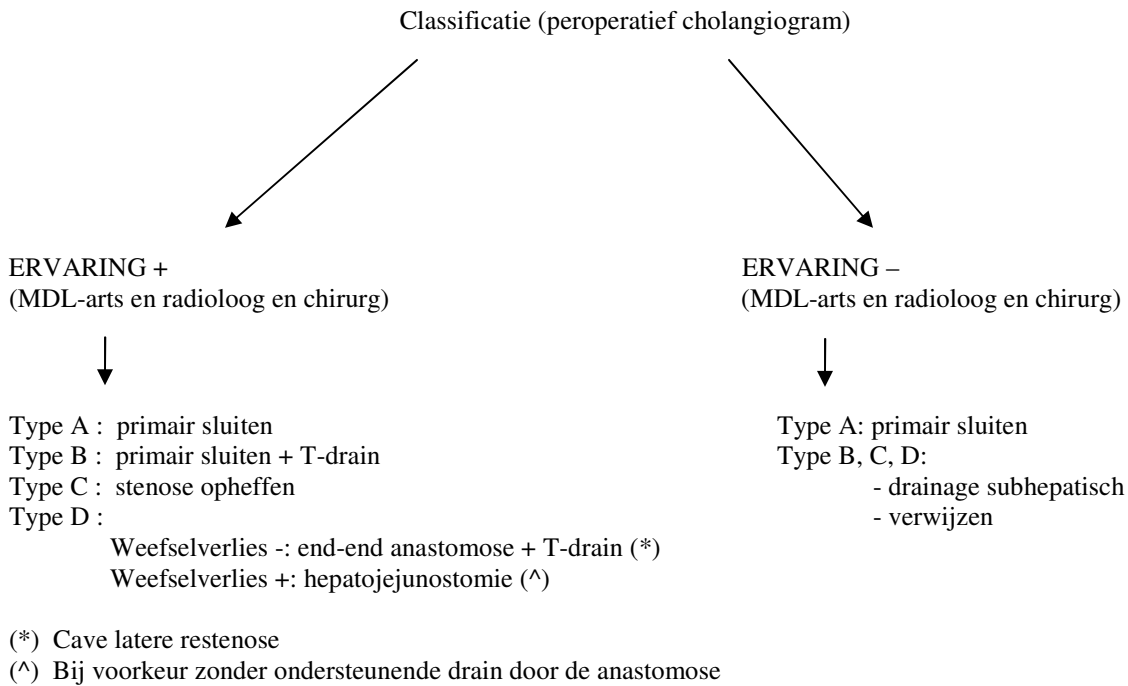 Classificatie (peroperatief cholangiogram)
ERVARING +
(MDL-arts en radioloog en chirurg)
Type A : primair sluiten
Type B : primair sluiten + T-drain
Type C : stenose opheffen
Type D :
Weefselverlies -: end-end anastomose + T-drain (*)
Weefselverlies +: hepatojejunostomie (^)
ERVARING –
(MDL-arts en radioloog en chirurg)
Type A: primair sluiten
Type B, C, D:
- drainage subhepatisch
- verwijzen
(*) Cave latere restenose
(^) Bij voorkeur zonder ondersteunende drain door de anastomose